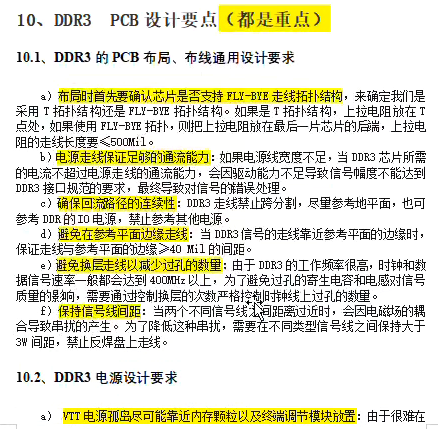 10、DDR3 PCB 设计要点（都是重点）
10.1、DDR3 的 PCB 布局、布线通用设计要求
a）布局时首先要确认芯片是否支持 FLY-BYE 走线拓扑结构，来确定我们是
采用 T 拓扑结构还是 FLY-BYE 拓扑结构。如果是 T 拓扑结构，上拉电阻放在 T
点处，如果使用 FLY-BYE 拓扑，则把上拉电阻放在最后一片芯片的后端，上拉电
阻的走线长度要≤500Mil。
b）电源走线保证足够的通流能力：如果电源线宽度不足，当 DDR3 芯片所需
的电流不超过电源走线的通流能力，会因驱动能力不足导致信号幅度不能达到
DDR3 接口规范的要求，最终导致对信号的错误处理。
c）确保回流路径的连续性：DDR3 走线禁止跨分割，尽量参考地平面，也可
参考 DDR 的 IO 电源，禁止参考其他电源。
d）避免在参考平面边缘走线：当 DDR3 信号的走线靠近参考平面的边缘时，
保证走线与参考平面的边缘≥40 Mil 的间距。
e）避免换层走线以减少过孔的数量：由于 DDR3 的工作频率很高，时钟和数
据信号速率一般都会达到 400MHz 以上，为了避免过孔的寄生电容和电感对信号
质量的影响，需要通过控制换层的次数严格控制时钟线上过孔的数量。
f）保持信号线间距：当两个不同信号线之间距离过近时，会因电磁场的耦
合导致串扰的产生。为了降低这种串扰，需要在不同类型信号线之间保持大于
3W 间距，禁止反焊盘上走线。
10.2、DDR3 电源设计要求
a） VTT 电源孤岛尽可能靠近内存颗粒以及终端调节模块放置：由于很难在